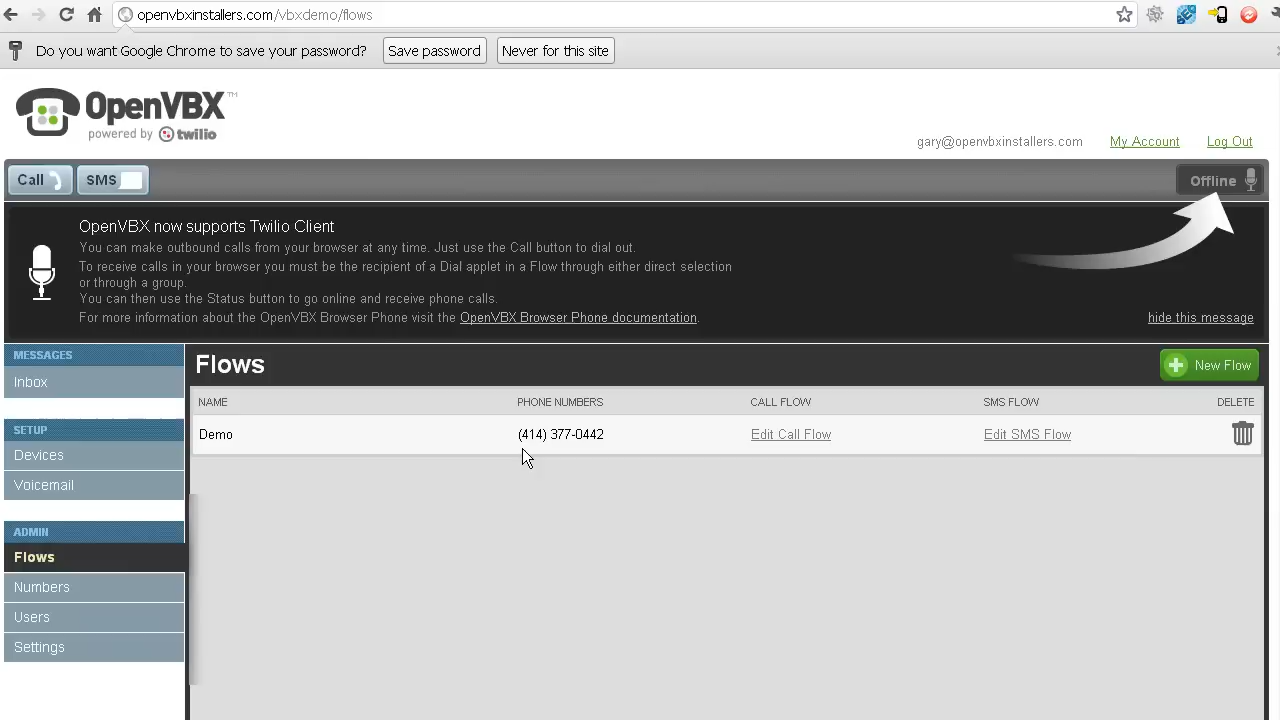 openvbxinstallers.com/vbxdemo/flows
Do you want Google Chrome to save your password? Save password Never for this site
OpenVBX™
powered by twilio
gary@openvbxinstallers.com My Account Log Out
Call SMS Offline
OpenVBX now supports Twilio Client
You can make outbound calls from your browser at any time. Just use the Call button to dial out.
To receive calls in your browser you must be the recipient of a Dial applet in a Flow through either direct selection
or through a group.
You can then use the Status button to go online and receive phone calls.
For more information about the OpenVBX Browser Phone visit the OpenVBX Browser Phone documentation. hide this message
MESSAGES
Inbox
SETUP
Devices
Voicemail
ADMIN
Flows
Numbers
Users
Settings
Flows New Flow
NAME PHONE NUMBERS CALL FLOW SMS FLOW DELETE
Demo (414) 377-0442 Edit Call Flow Edit SMS Flow